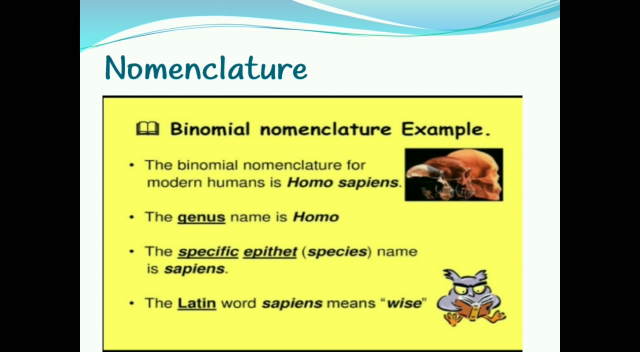 Nomenclature
Binomial nomenclature Example.
• The binomial nomenclature for
modern humans is Homo sapiens.
• The genus name is Homo
• The specific epithet (species) name
is sapiens.
• The Latin word sapiens means “wise”